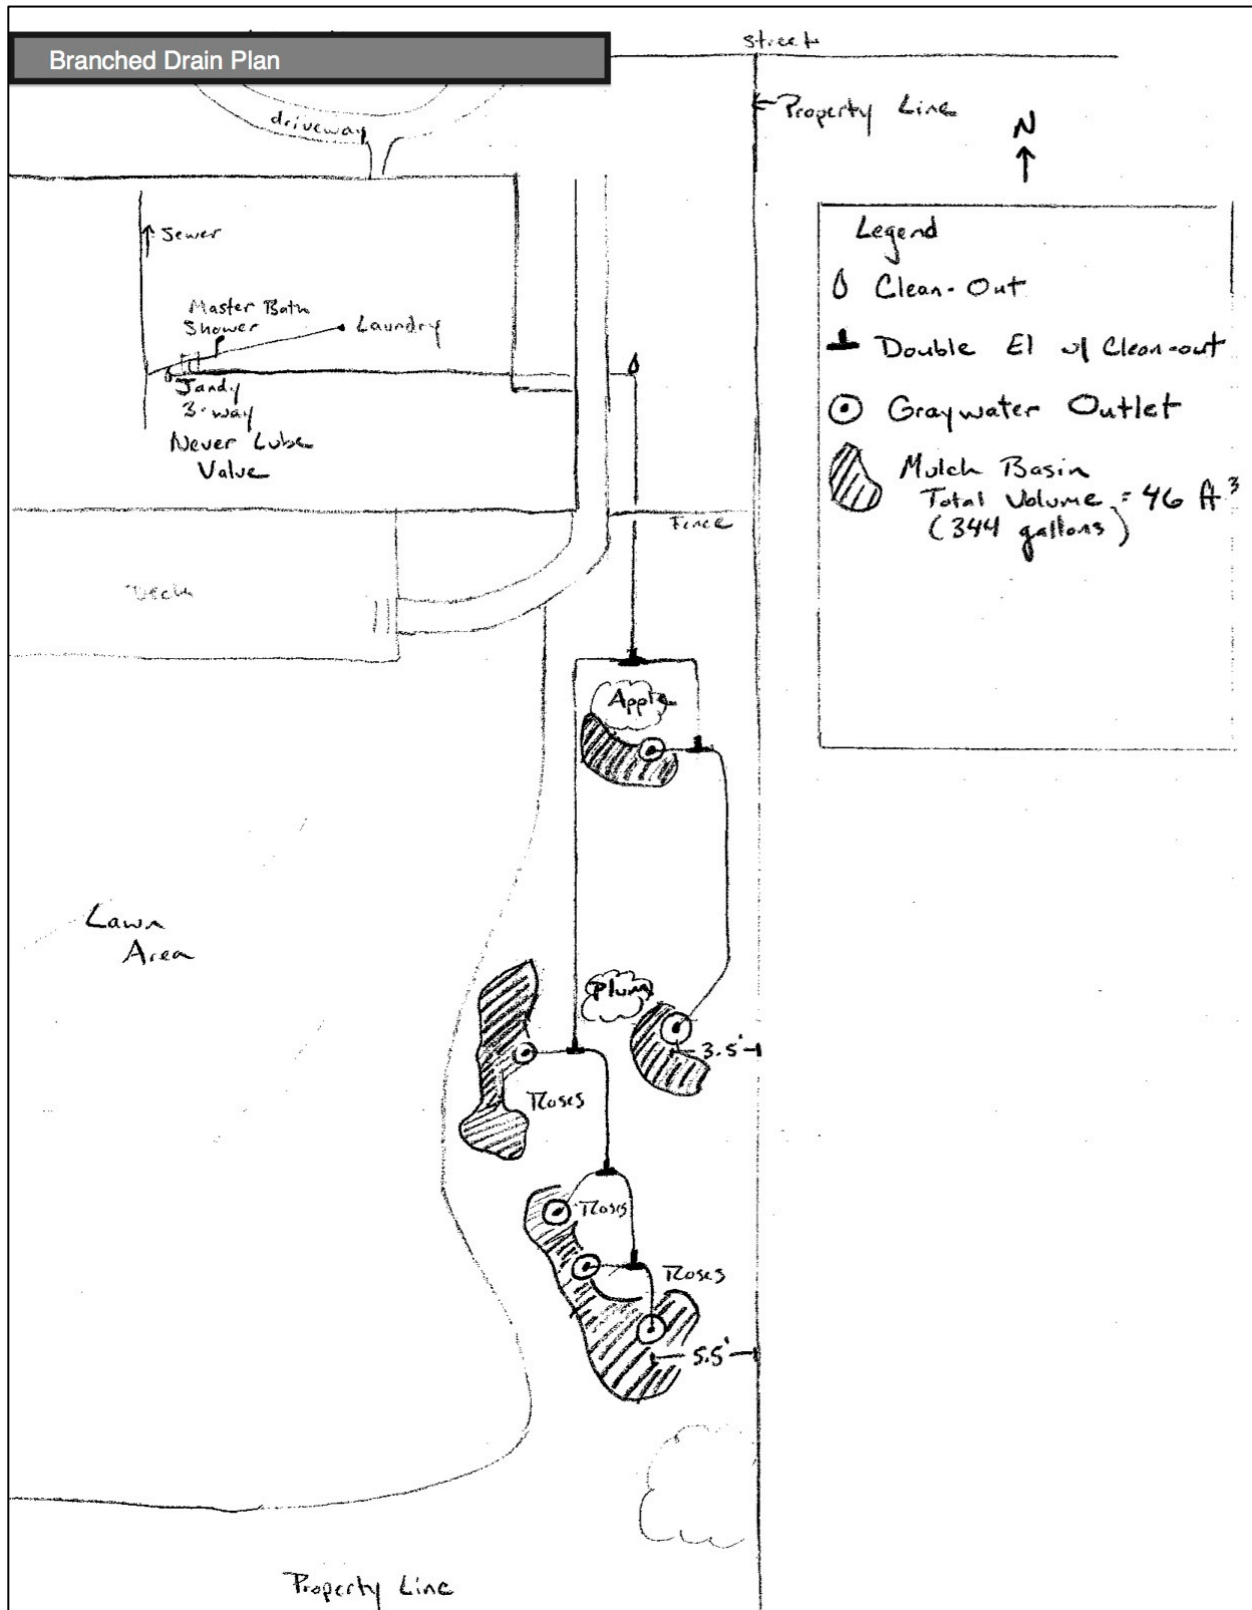 Branched Drain Plan
street
Property Line
driveway
N
Sewer
Master Bath
Shower
Laundry
Jandy
3-way
Never Lube
Value
Legend
Clean-Out
Double El w/ Clean-out
Graywater Outlet
Mulch Basin
Total Volume = 46 ft³
(344 gallons)
Fence
Deck
Apple
Lawn
Area
Plum
3.5'
Roses
Roses
Roses
5.5'
Property Line